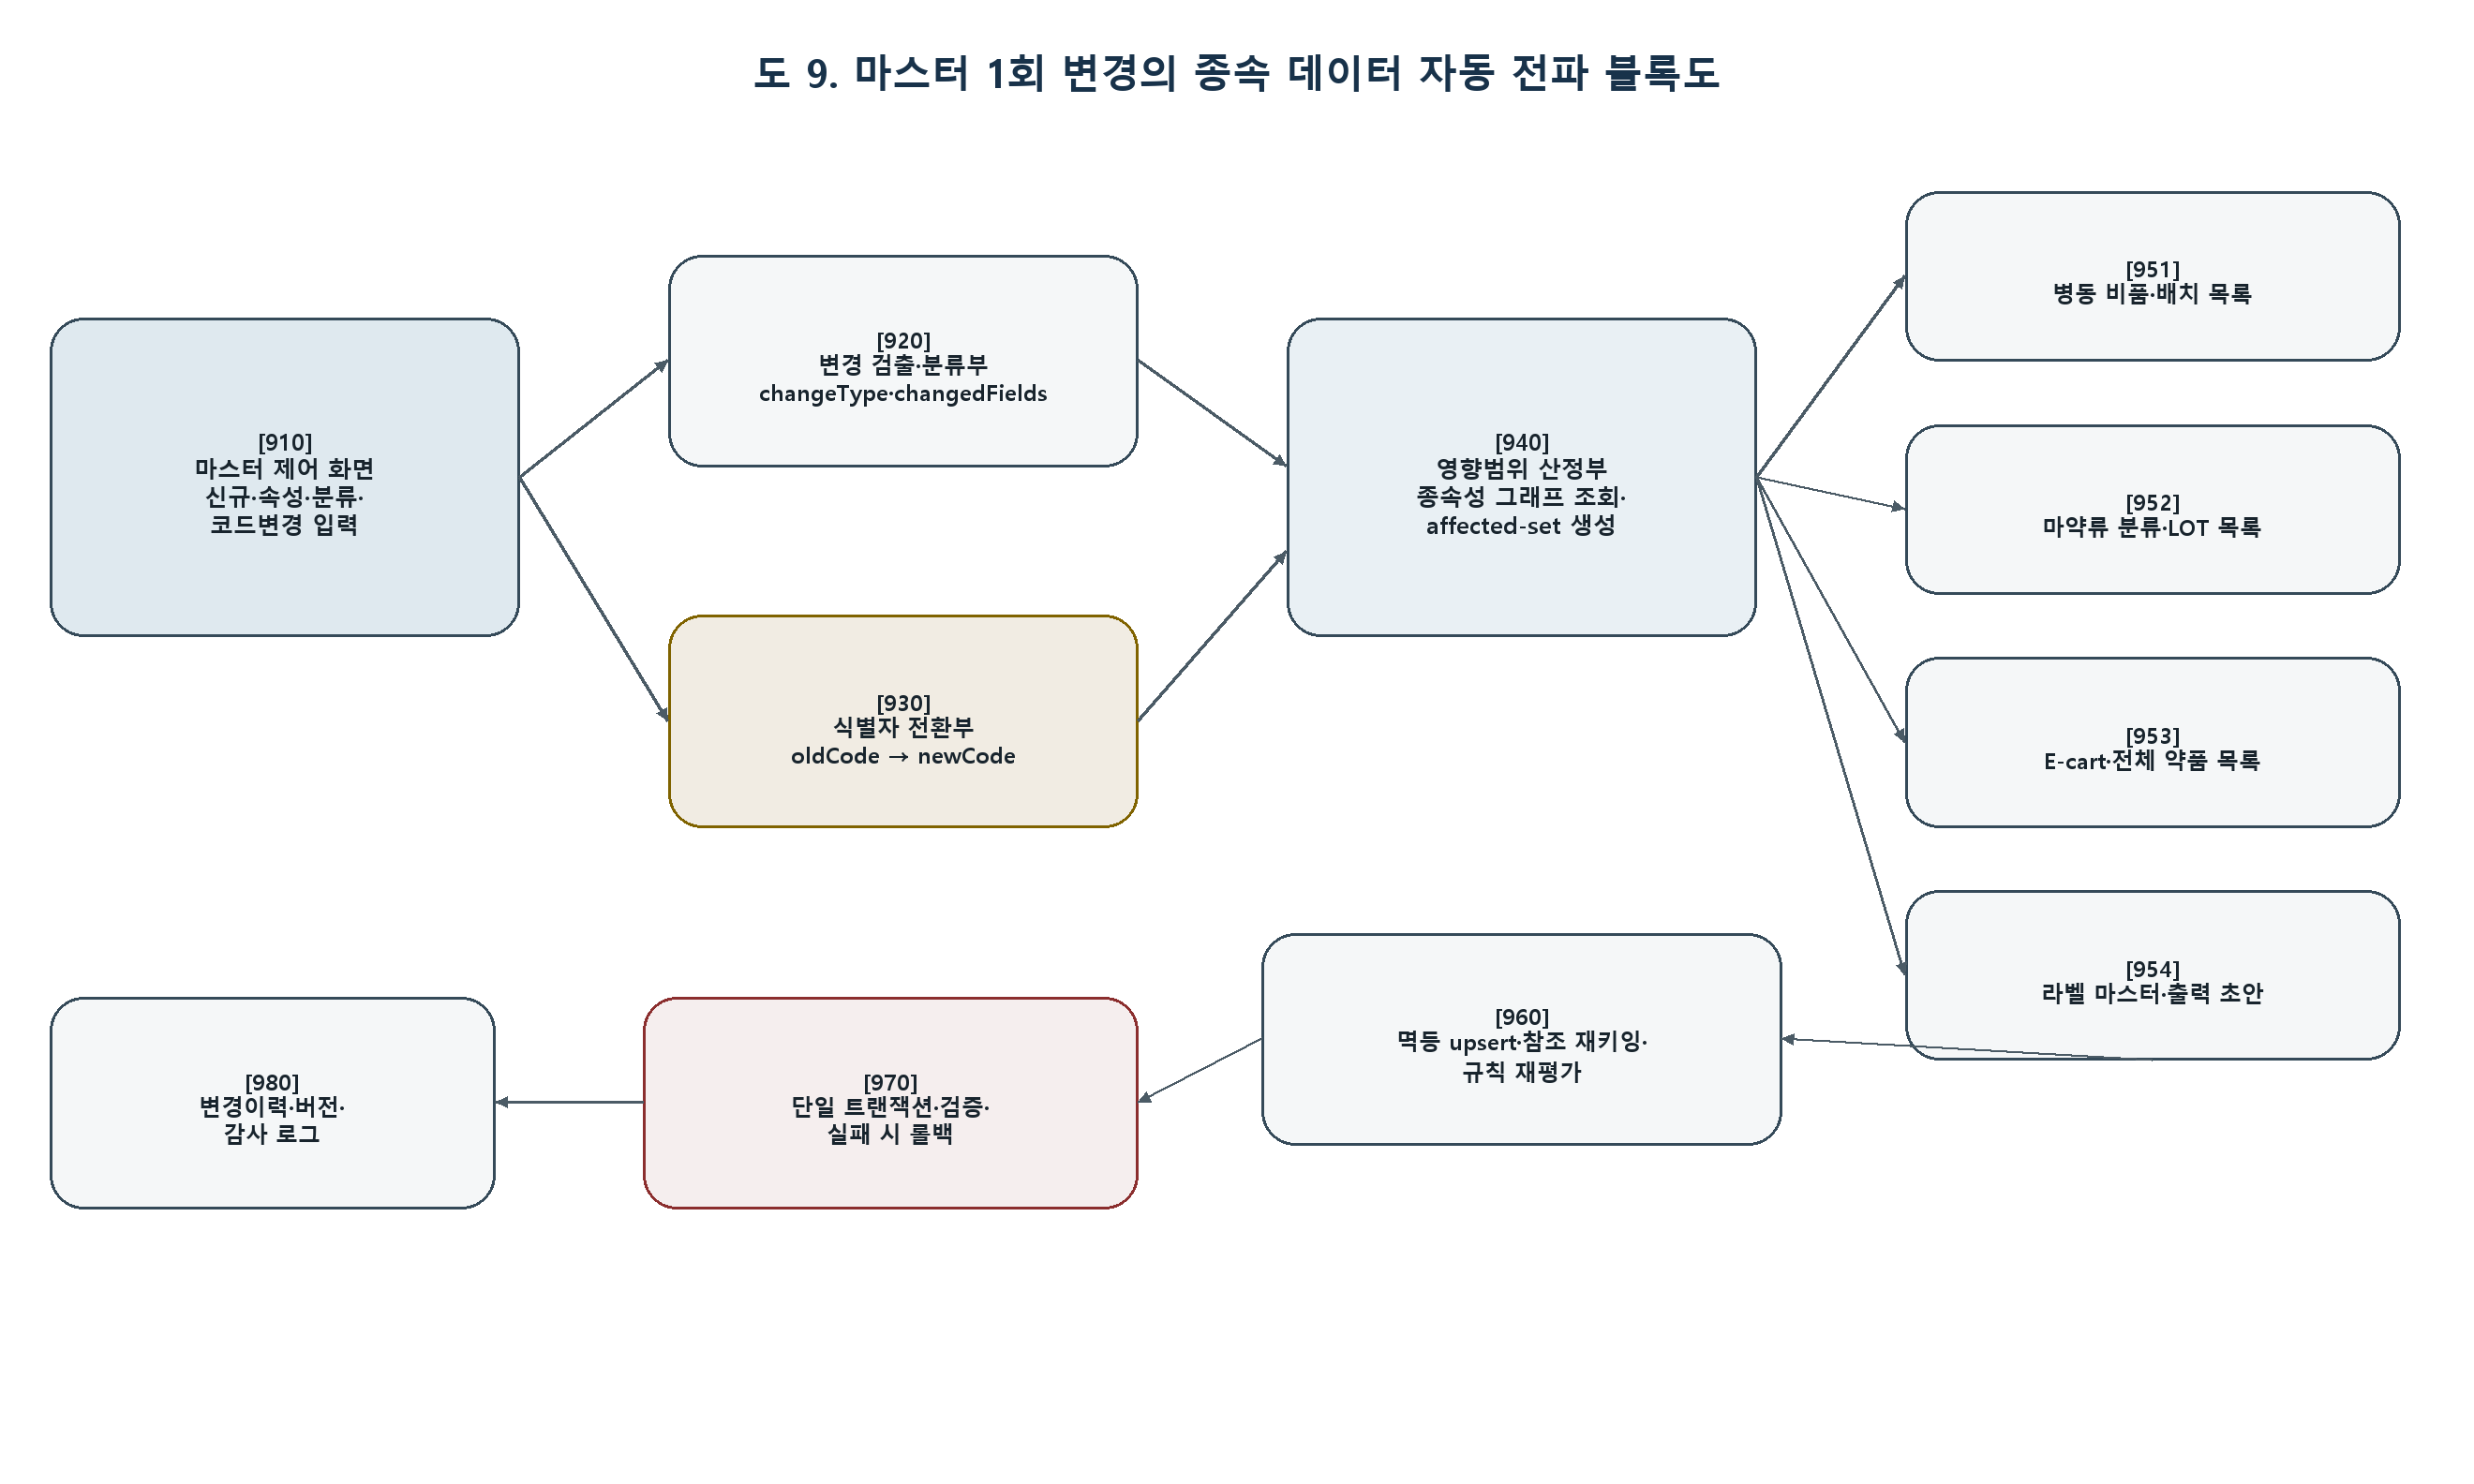 도 9. 마스터 1회 변경의 종속 데이터 자동 전파 블록도
[910]
마스터 제어 화면
신규·속성·분류·
코드변경 입력
[920]
변경 검출·분류부
changeType·changedFields
[930]
식별자 전환부
oldCode → newCode
[940]
영향범위 산정부
종속성 그래프 조회·
affected-set 생성
[951]
병동 비품·배치 목록
[952]
마약류 분류·LOT 목록
[953]
E-cart·전체 약품 목록
[954]
라벨 마스터·출력 초안
[960]
멱등 upsert·참조 재키잉·
규칙 재평가
[970]
단일 트랜잭션·검증·
실패 시 롤백
[980]
변경이력·버전·
감사 로그